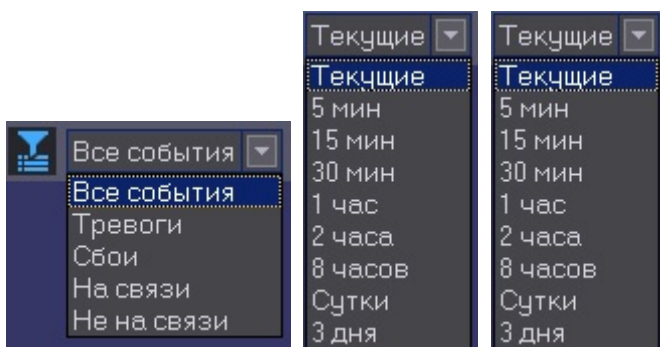 Все события
Все события
Тревоги
Сбои
На связи
Не на связи
Текущие
Текущие
5 мин
15 мин
30 мин
1 час
2 часа
8 часов
Сутки
3 дня
Текущие
Текущие
5 мин
15 мин
30 мин
1 час
2 часа
8 часов
Сутки
3 дня